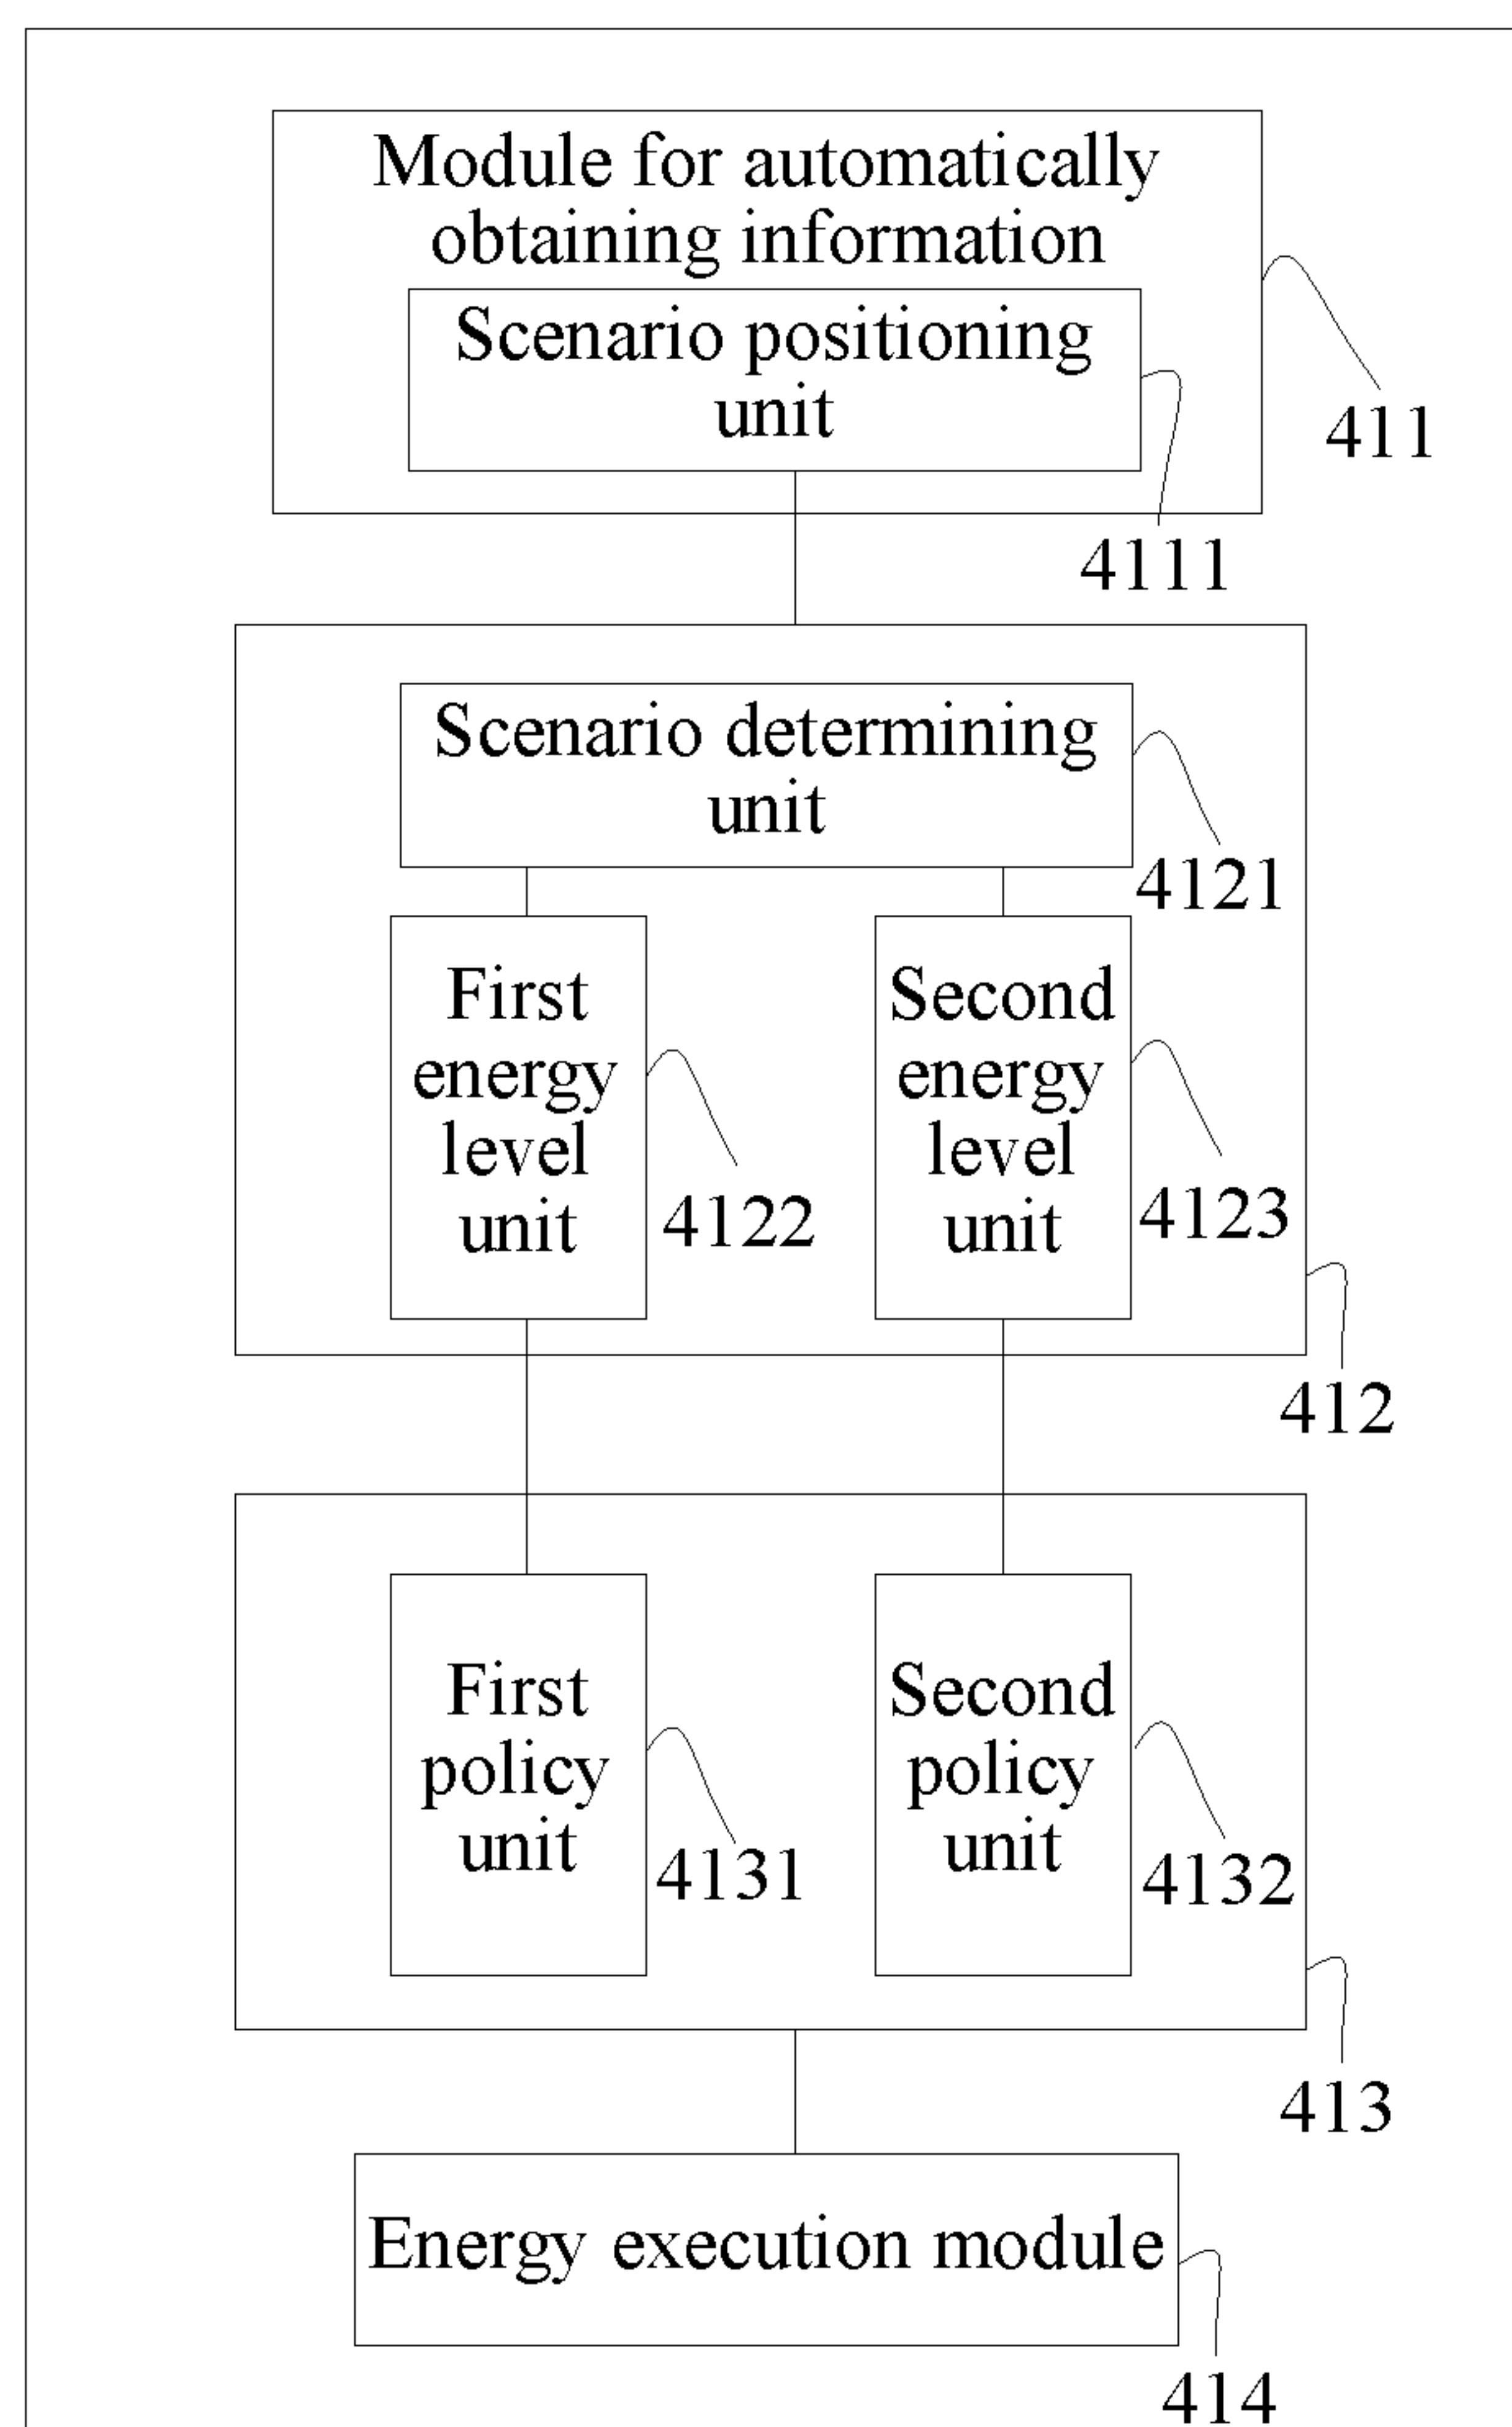 Module for automatically
obtaining information
Scenario positioning
unit
411
4111
Scenario determining
unit
4121
First
energy
level
unit
4122
Second
energy
level
unit
4123
412
First
policy
unit
4131
Second
policy
unit
4132
413
Energy execution module
414